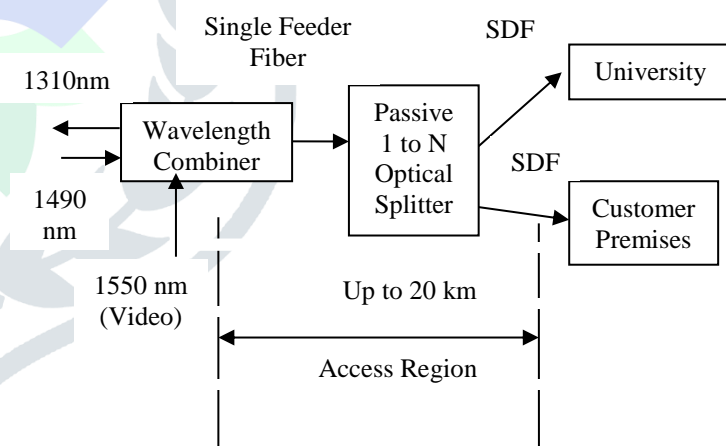 Single Feeder
Fiber
SDF
University
1310nm
Wavelength
Combiner
Passive
1 to N
Optical
Splitter
SDF
1490
nm
Customer
Premises
1550 nm
(Video)
Up to 20 km
Access Region